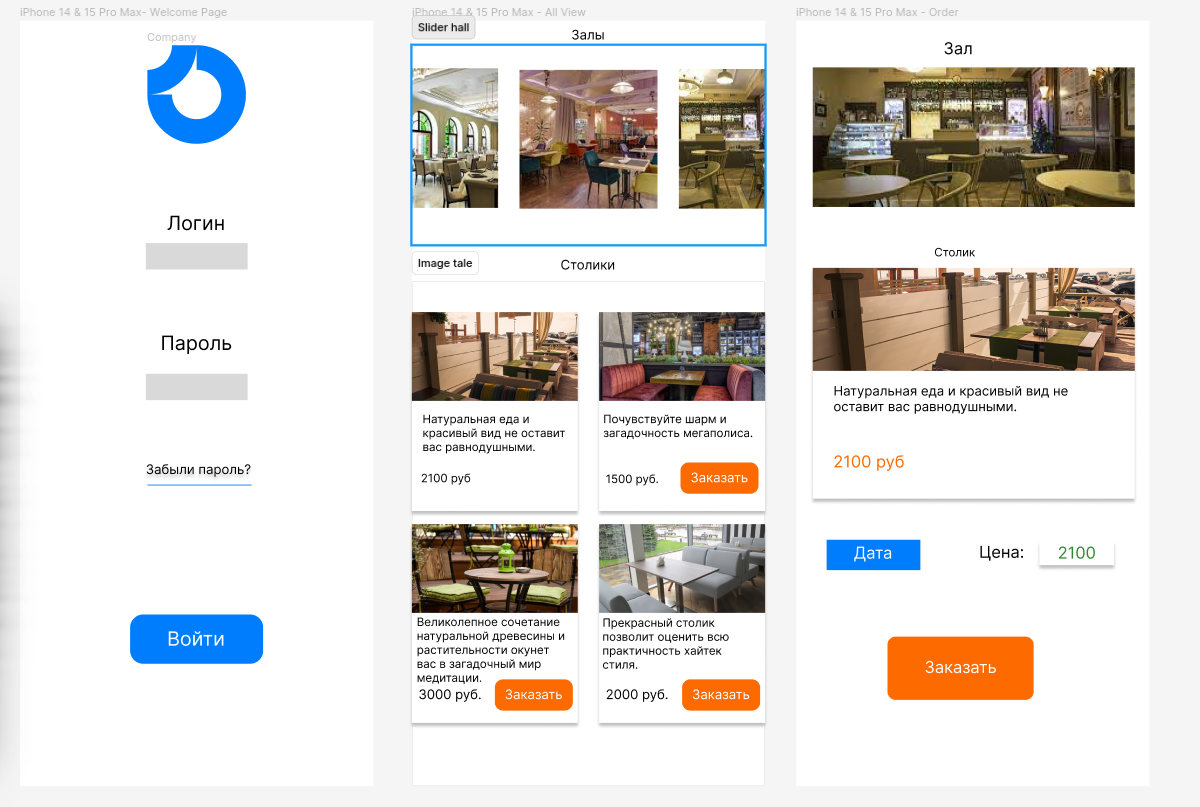 iPhone 14 & 15 Pro Max- Welcome Page
Company
Логин
Пароль
Забыли пароль?
Войти
iPhone 14 & 15 Pro Max - All View
Slider hall
Залы
Image tale
Столики
Натуральная еда и
красивый вид не оставит
вас равнодушными.
2100 руб
Почувствуйте шарм и
загадочность мегаполиса.
1500 руб.
Заказать
Великолепное сочетание
натуральной древесины и
растительности окунет
вас в загадочный мир
медитации.
3000 руб.
Заказать
Прекрасный столик
позволит оценить всю
практичность хайтек
стиля.
2000 руб.
Заказать
iPhone 14 & 15 Pro Max - Order
Зал
Столик
Натуральная еда и красивый вид не
оставит вас равнодушными.
2100 руб
Дата
Цена:
2100
Заказать